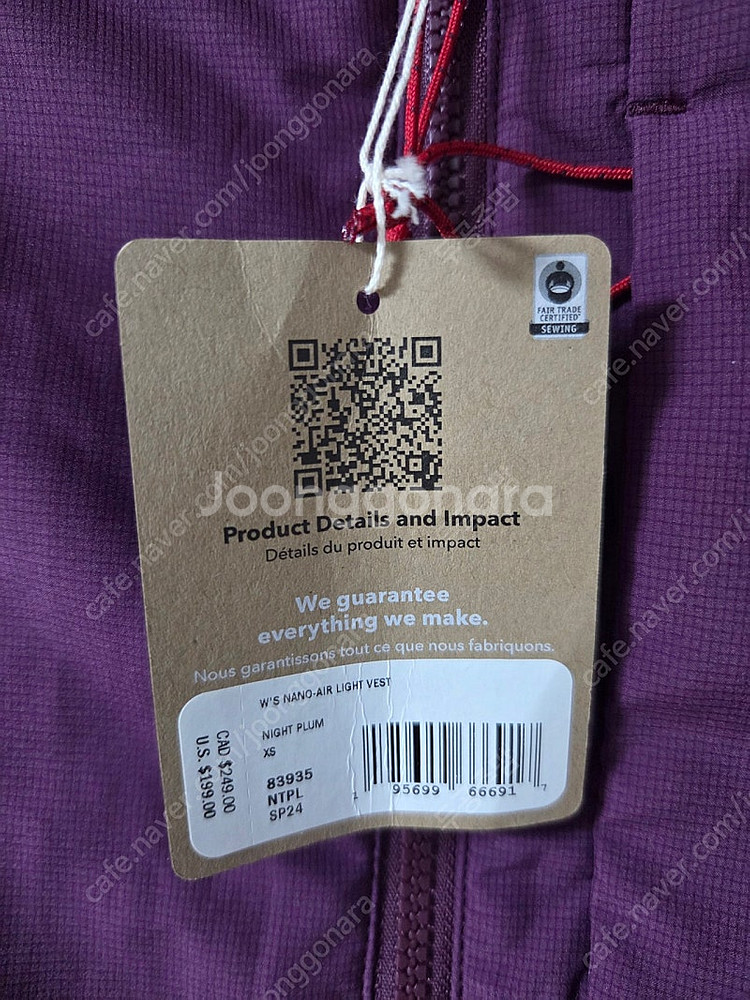 FAIR TRADE
CERTIFIED
SEWING
Joonggonara
Product Details and Impact
Détails du produit et impact
We guarantee
everything we make.
Nous garantissons tout ce que nous fabriquons.
W'S NANO-AIR LIGHT VEST
NIGHT PLUM
XS
83935
NTPL
SP24
CAD $249.00
U.S. $199.00
1 95699 66691 7
cafe.naver.com/joonggonara